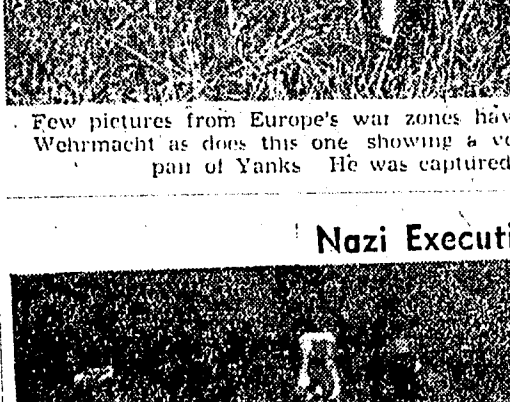 Few pictures from Europe's war zones hav
Wehrmacht as does this one showing a
pair of Yanks He was captured
Nazi Executi